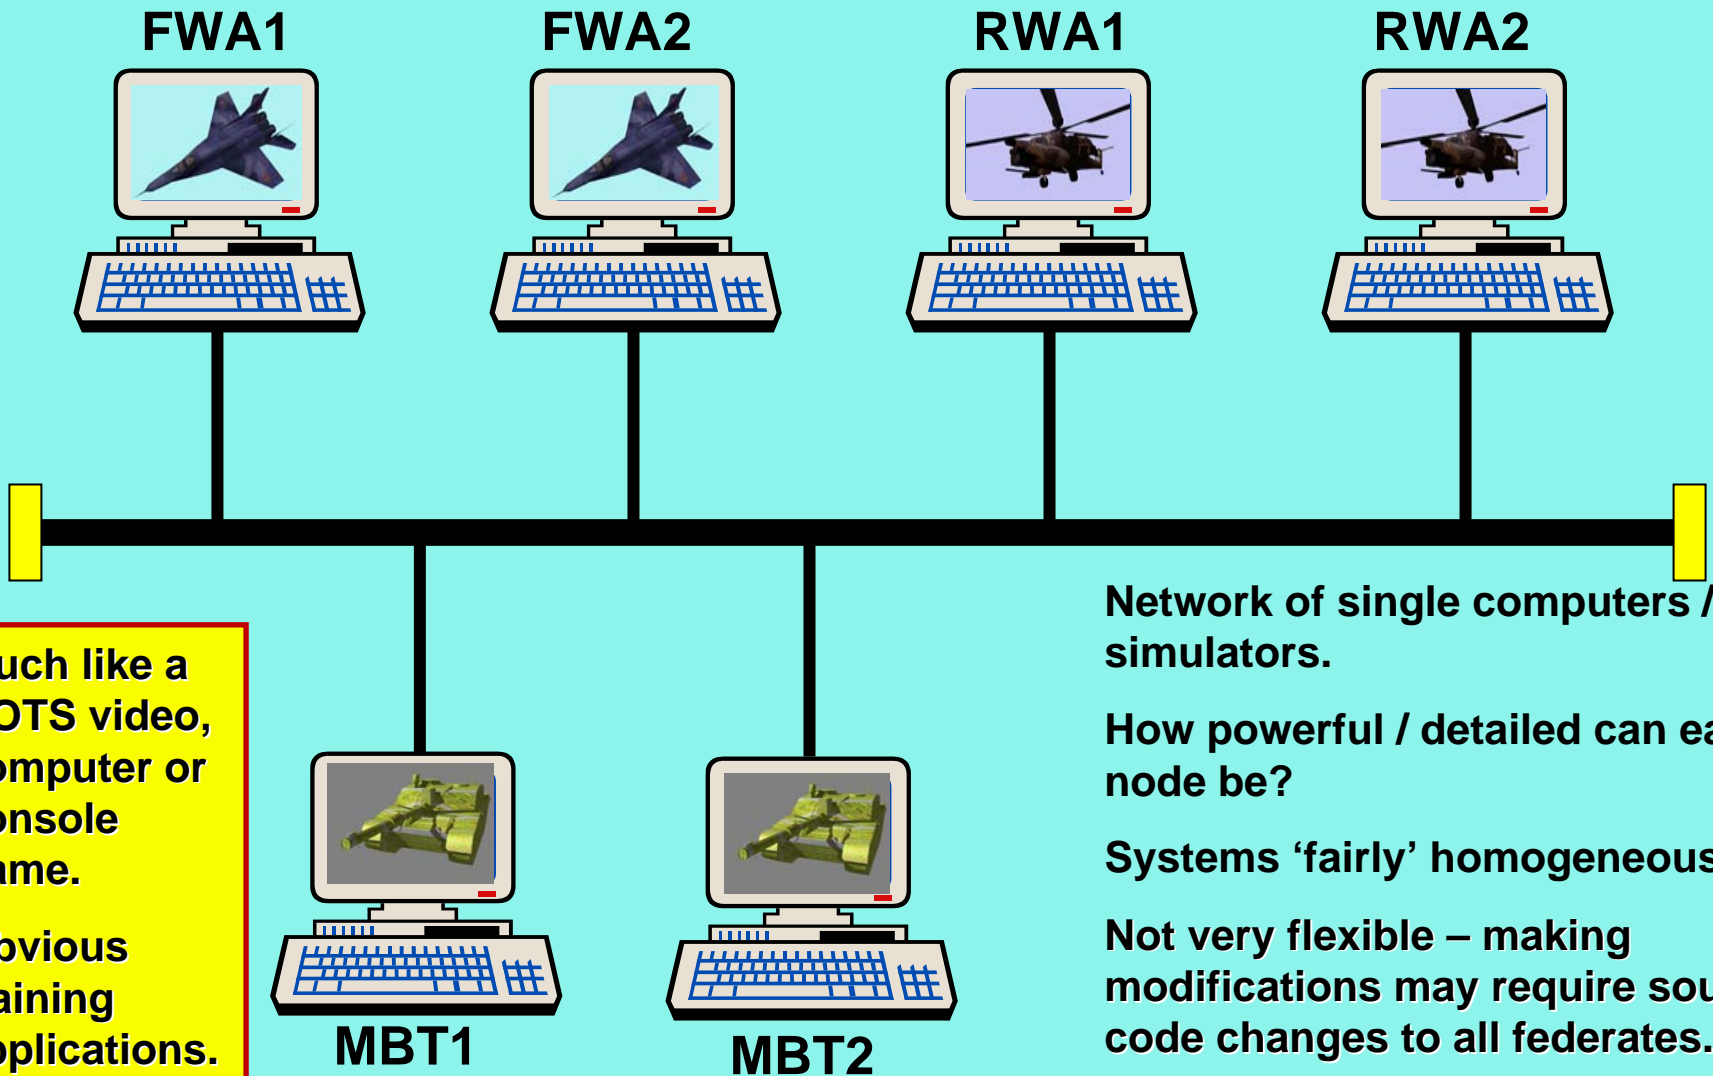 FWA1
FWA2
RWA1
RWA2
uch like a
OTS video,
omputer or
onsole
ame.
bvious
aining
pplications.
MBT1
MBT2
Network of single computers /
simulators.
How powerful / detailed can ea
node be?
Systems ‘fairly’ homogeneous
Not very flexible – making
modifications may require sou
code changes to all federates.